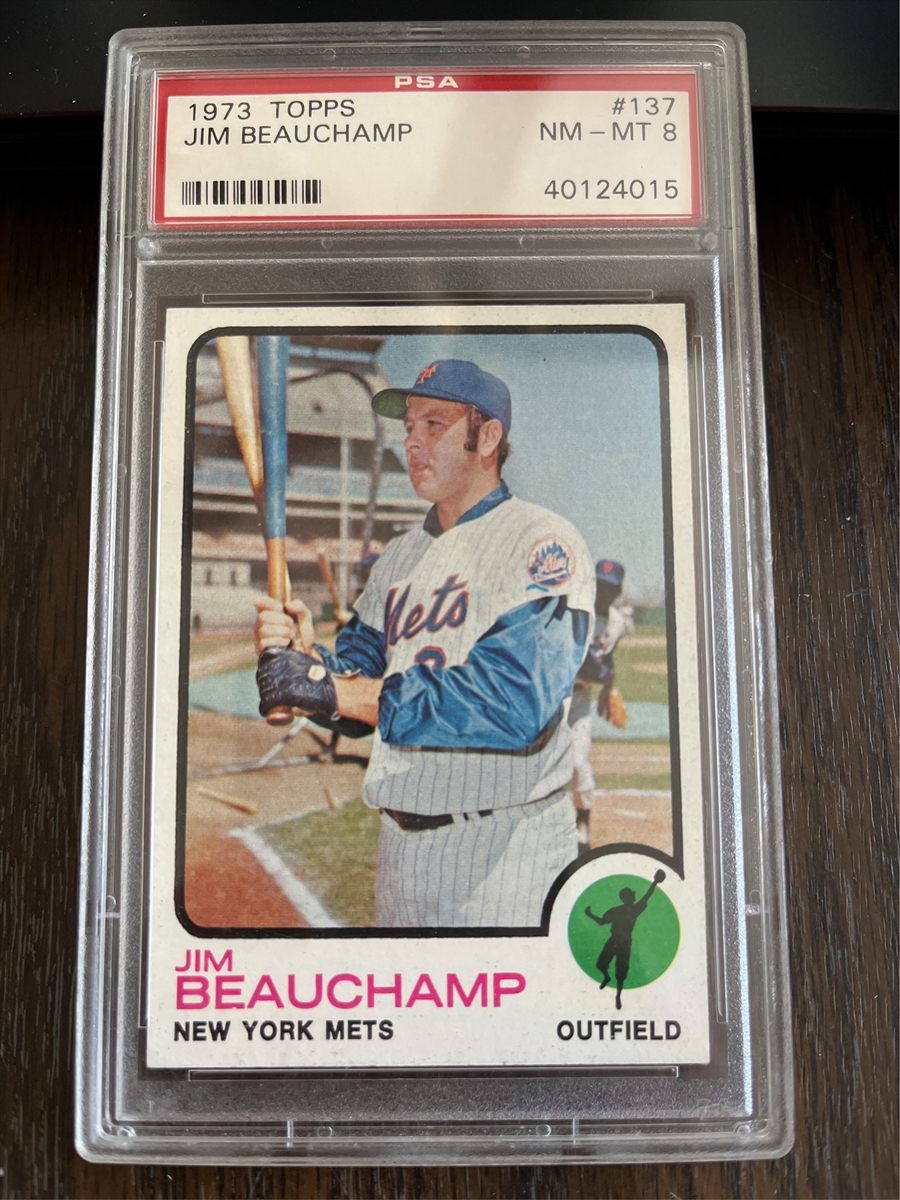 PSA
1973 TOPPS #137
JIM BEAUCHAMP NM - MT 8
40124015
Mets
JIM
BEAUCHAMP
NEW YORK METS OUTFIELD